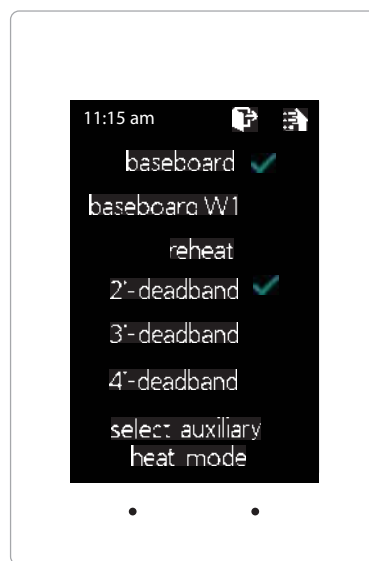 11:15 am
baseboard
baseboard W1
reheat
2°-deadband
3°-deadband
4°-deadband
select auxiliary
heat mode